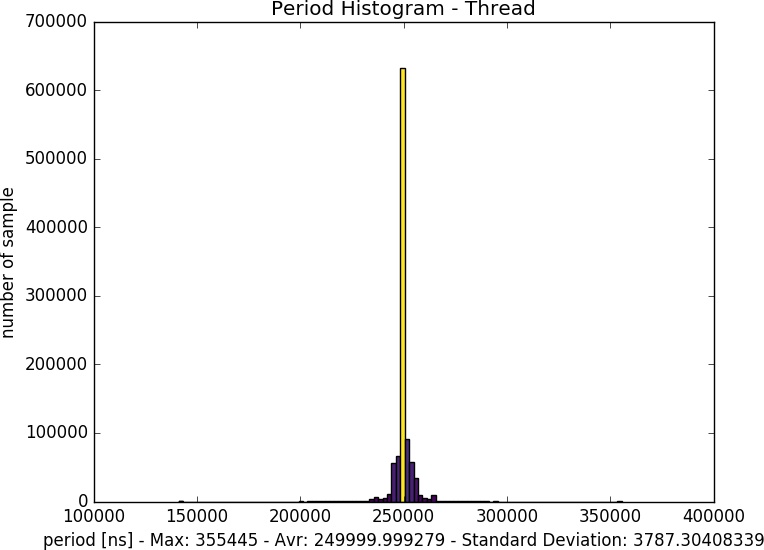 Period Histogram - Thread
700000
600000
500000
400000
300000
200000
100000
0
number of sample
100000 150000 200000 250000 300000 350000 400000
period [ns] - Max: 355445 - Avr: 249999.999279 - Standard Deviation: 3787.30408339